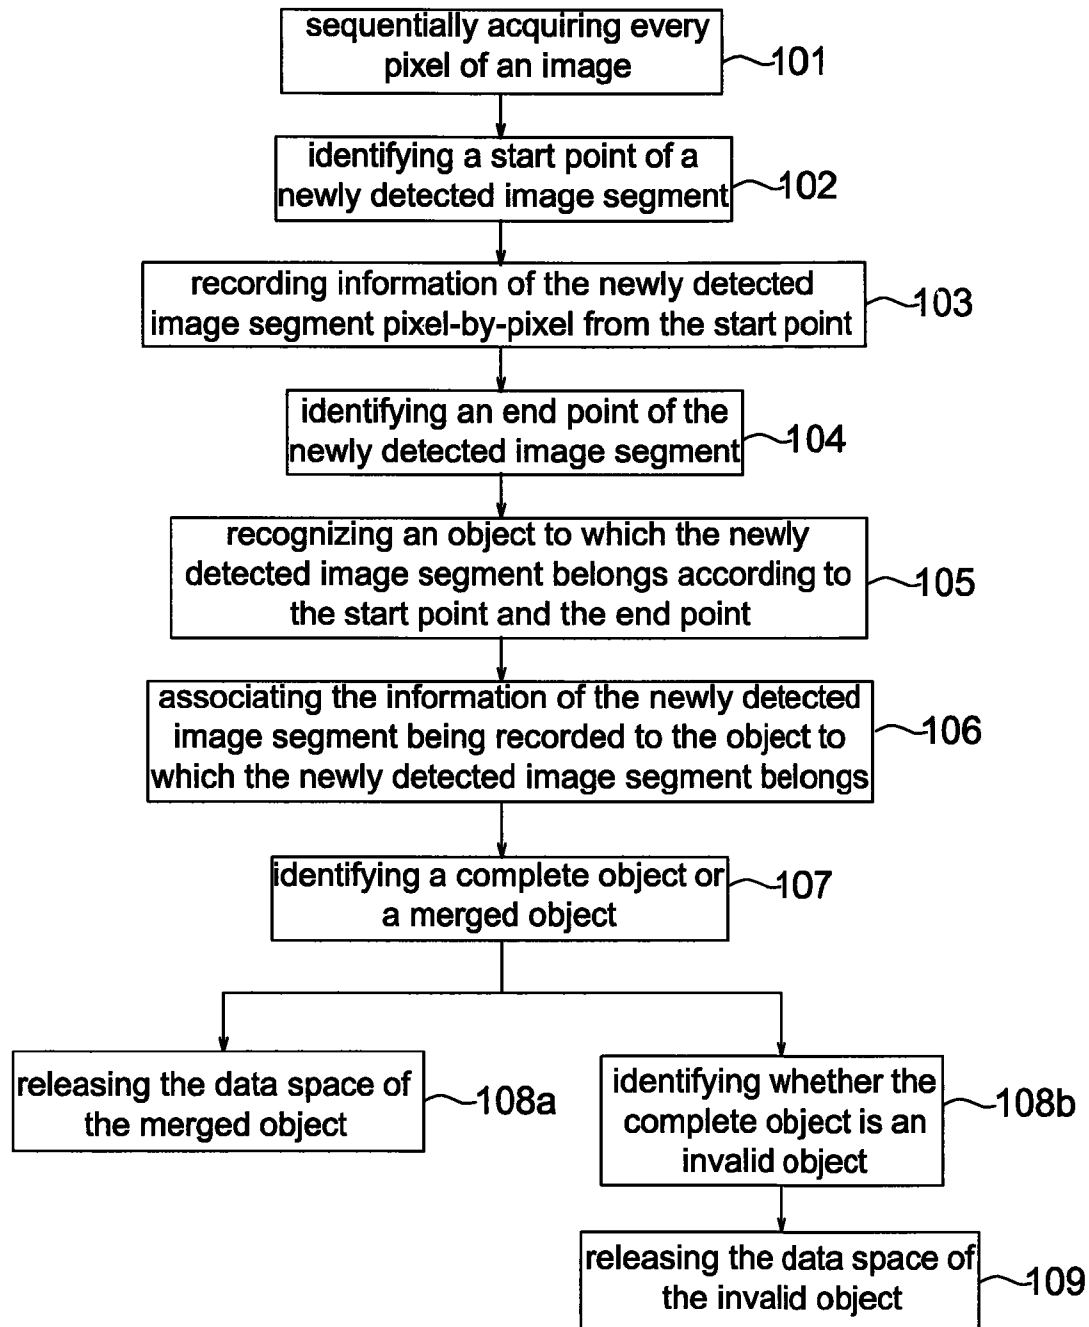 sequentially acquiring every
pixel of an image
101
identifying a start point of a
newly detected image segment
102
recording information of the newly detected
image segment pixel-by-pixel from the start point
103
identifying an end point of the
newly detected image segment
104
recognizing an object to which the newly
detected image segment belongs according to
the start point and the end point
105
associating the information of the newly detected
image segment being recorded to the object to
which the newly detected image segment belongs
106
identifying a complete object or
a merged object
107
releasing the data space of
the merged object
108a
identifying whether the
complete object is an
invalid object
108b
releasing the data space of
the invalid object
109